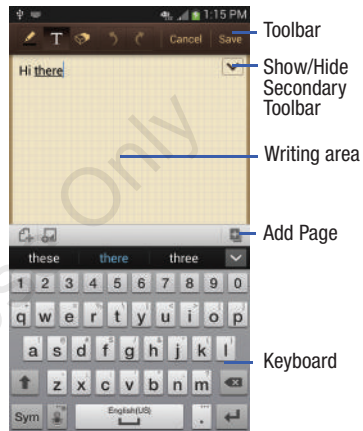 1:15 PM
T Cancel Save
Toolbar
Hi there
Show/Hide
Secondary
Toolbar
Writing area
Only
Add Page
these there three
1 2 3 4 5 6 7 8 9 0
q w e r t y u i o p
a s d f g h j k l
z x c v b n m
Keyboard
Sym English(US) .